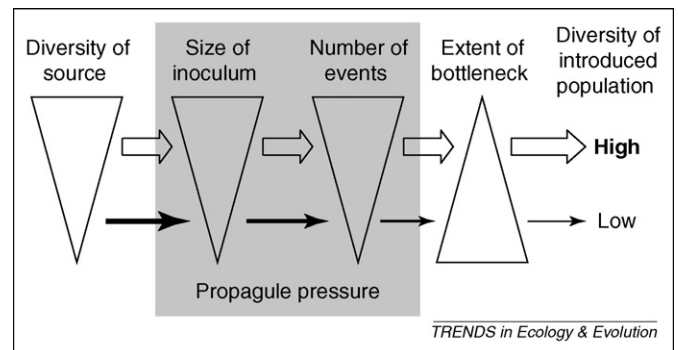 Diversity of
source
Size of
inoculum
Number of
events
Extent of
bottleneck
Diversity of
introduced
population
High
Low
Propagule pressure
TRENDS in Ecology & Evolution